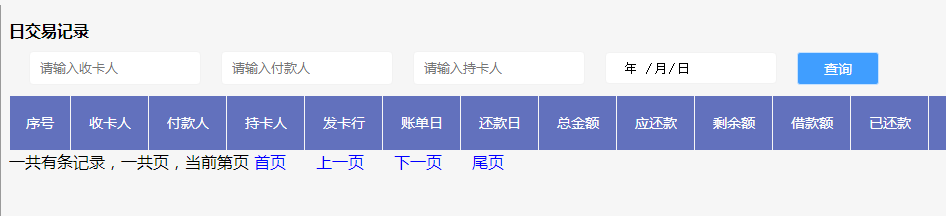 日交易记录
请输入收卡人 请输入付款人 请输入持卡人 年 /月/日 查询
序号 收卡人 付款人 持卡人 发卡行 账单日 还款日 总金额 应还款 剩余额 借款额 已还款
一共有条记录，一共页，当前第页 首页 上一页 下一页 尾页